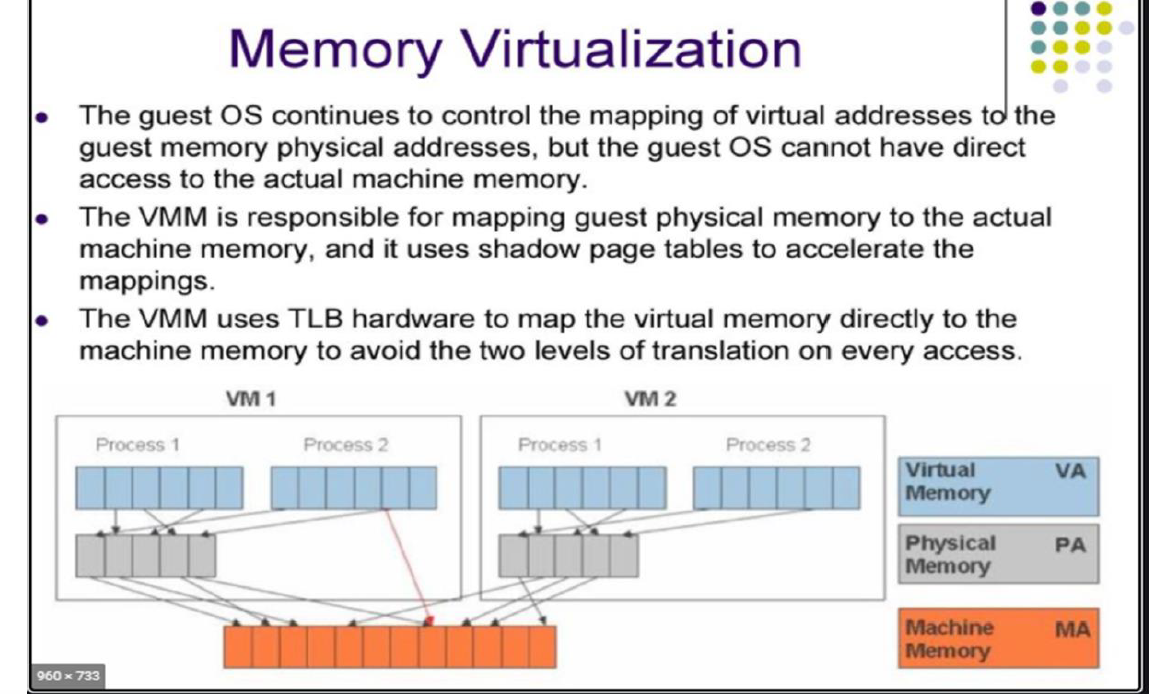 Memory Virtualization
The guest OS continues to control the mapping of virtual addresses to the
guest memory physical addresses, but the guest OS cannot have direct
access to the actual machine memory.
The VMM is responsible for mapping guest physical memory to the actual
machine memory, and it uses shadow page tables to accelerate the
mappings.
The VMM uses TLB hardware to map the virtual memory directly to the
machine memory to avoid the two levels of translation on every access.
VM 1
VM 2
Process 1
Process 2
Process 1
Process 2
Virtual VA
Memory
Physical PA
Memory
Machine MA
Memory
960 × 733